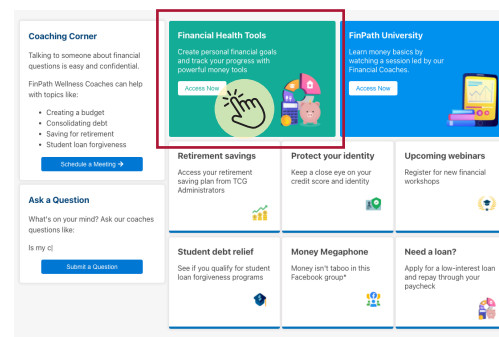 Coaching Corner
Talking to someone about financial
questions is easy and confidential.
FinPath Wellness Coaches can help
with topics like:
• Creating a budget
• Consolidating debt
• Saving for retirement
• Student loan forgiveness
Schedule a Meeting →
Ask a Question
What's on your mind? Ask our coaches
questions like:
Is my c|
Submit a Question
Financial Health Tools
Create personal financial goals
and track your progress with
powerful money tools
Access Now
FinPath University
Learn money basics by
watching a session led by our
Financial Coaches.
Access Now
Retirement savings
Access your retirement
saving plan from TCG
Administrators
Protect your identity
Keep a close eye on your
credit score and identity
Upcoming webinars
Register for new financial
workshops
Student debt relief
See if you qualify for student
loan forgiveness programs
Money Megaphone
Money isn't taboo in this
Facebook group*
Need a loan?
Apply for a low-interest loan
and repay through your
paycheck